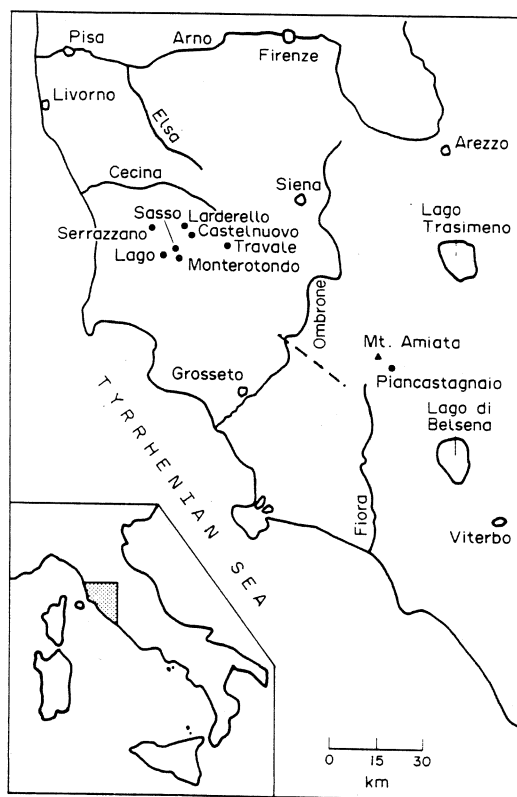 Pisa
Arno
Firenze
Livorno
Elsa
Arezzo
Cecina
Siena
Sasso
Larderello
Serrazzano
Castelnuovo
Travale
Lago
Monterotondo
Lago
Trasimeno
Ombrone
Mt. Amiata
Piancastagnaio
Grosseto
Lago di
Belsena
TYRRHENIAN SEA
Fiora
Viterbo
0 15 30
km